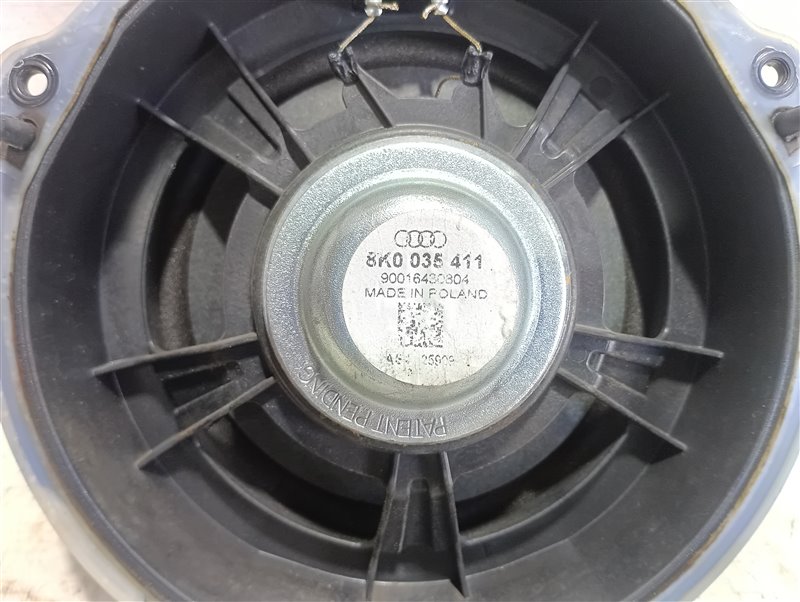 8K0 035 411
90016430804
MADE IN POLAND
PATENT PENDING